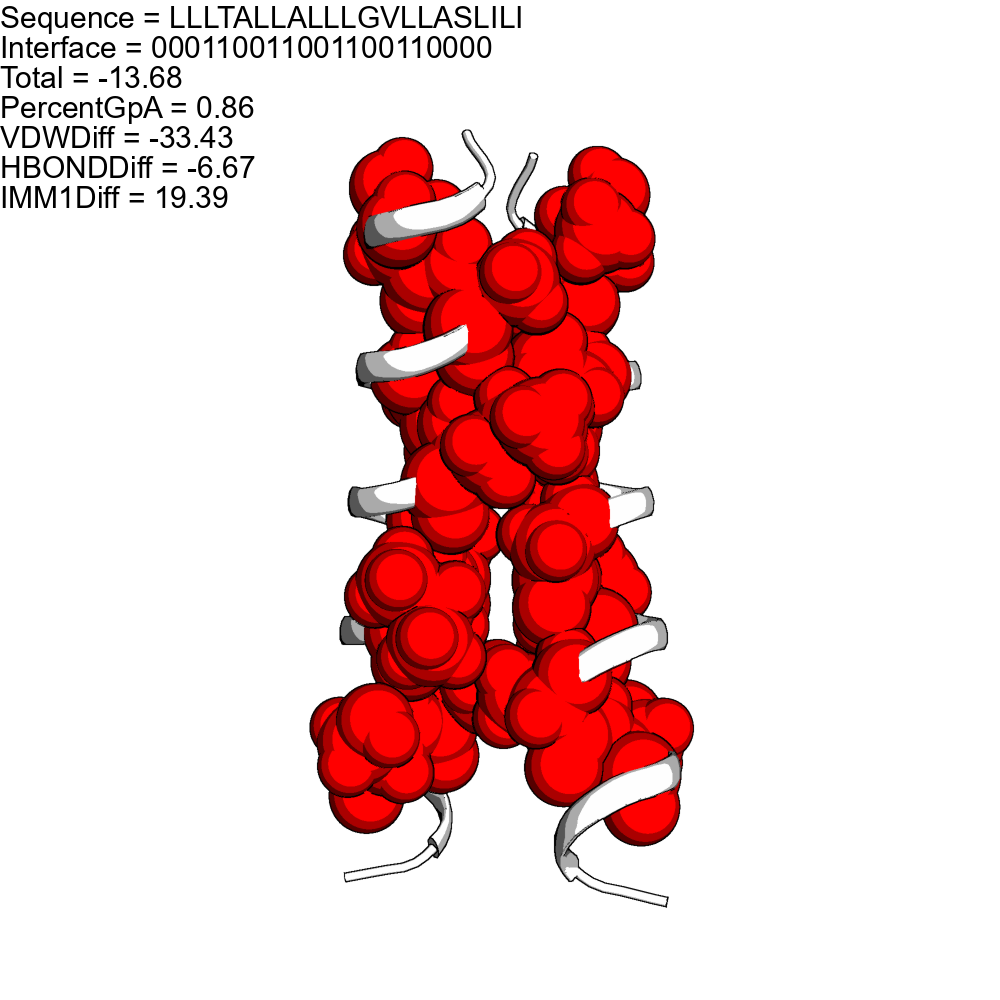 Sequence = LLLTALLALLLGVLLASLILI
Interface = 000110011001100110000
Total = -13.68
PercentGpA = 0.86
VDWDiff = -33.43
HBONDDiff = -6.67
IMM1Diff = 19.39